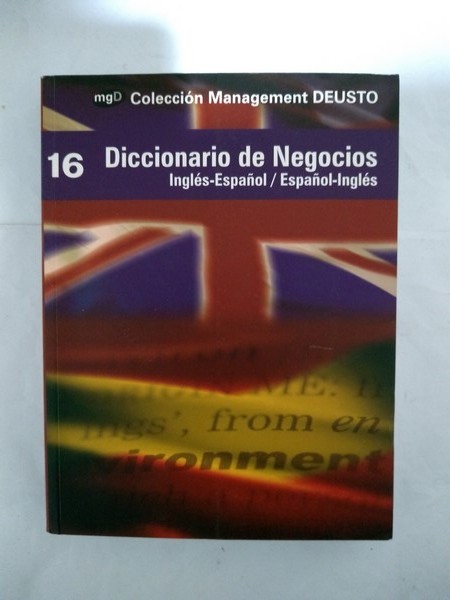 mgD Colección Management DEUSTO
16 Diccionario de Negocios
Inglés-Español / Español-Inglés
ings', from en
vironment